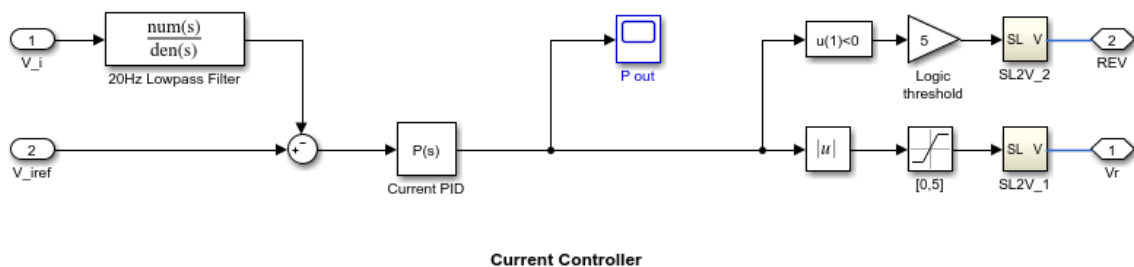 1
V_i
num(s)
den(s)
20Hz Lowpass Filter
2
V_iref
+
−
P(s)
Current PID
P out
u(1)<0
5
Logic
threshold
SL V
SL2V_2
2
REV
|u|
[0,5]
SL V
SL2V_1
1
Vr
Current Controller